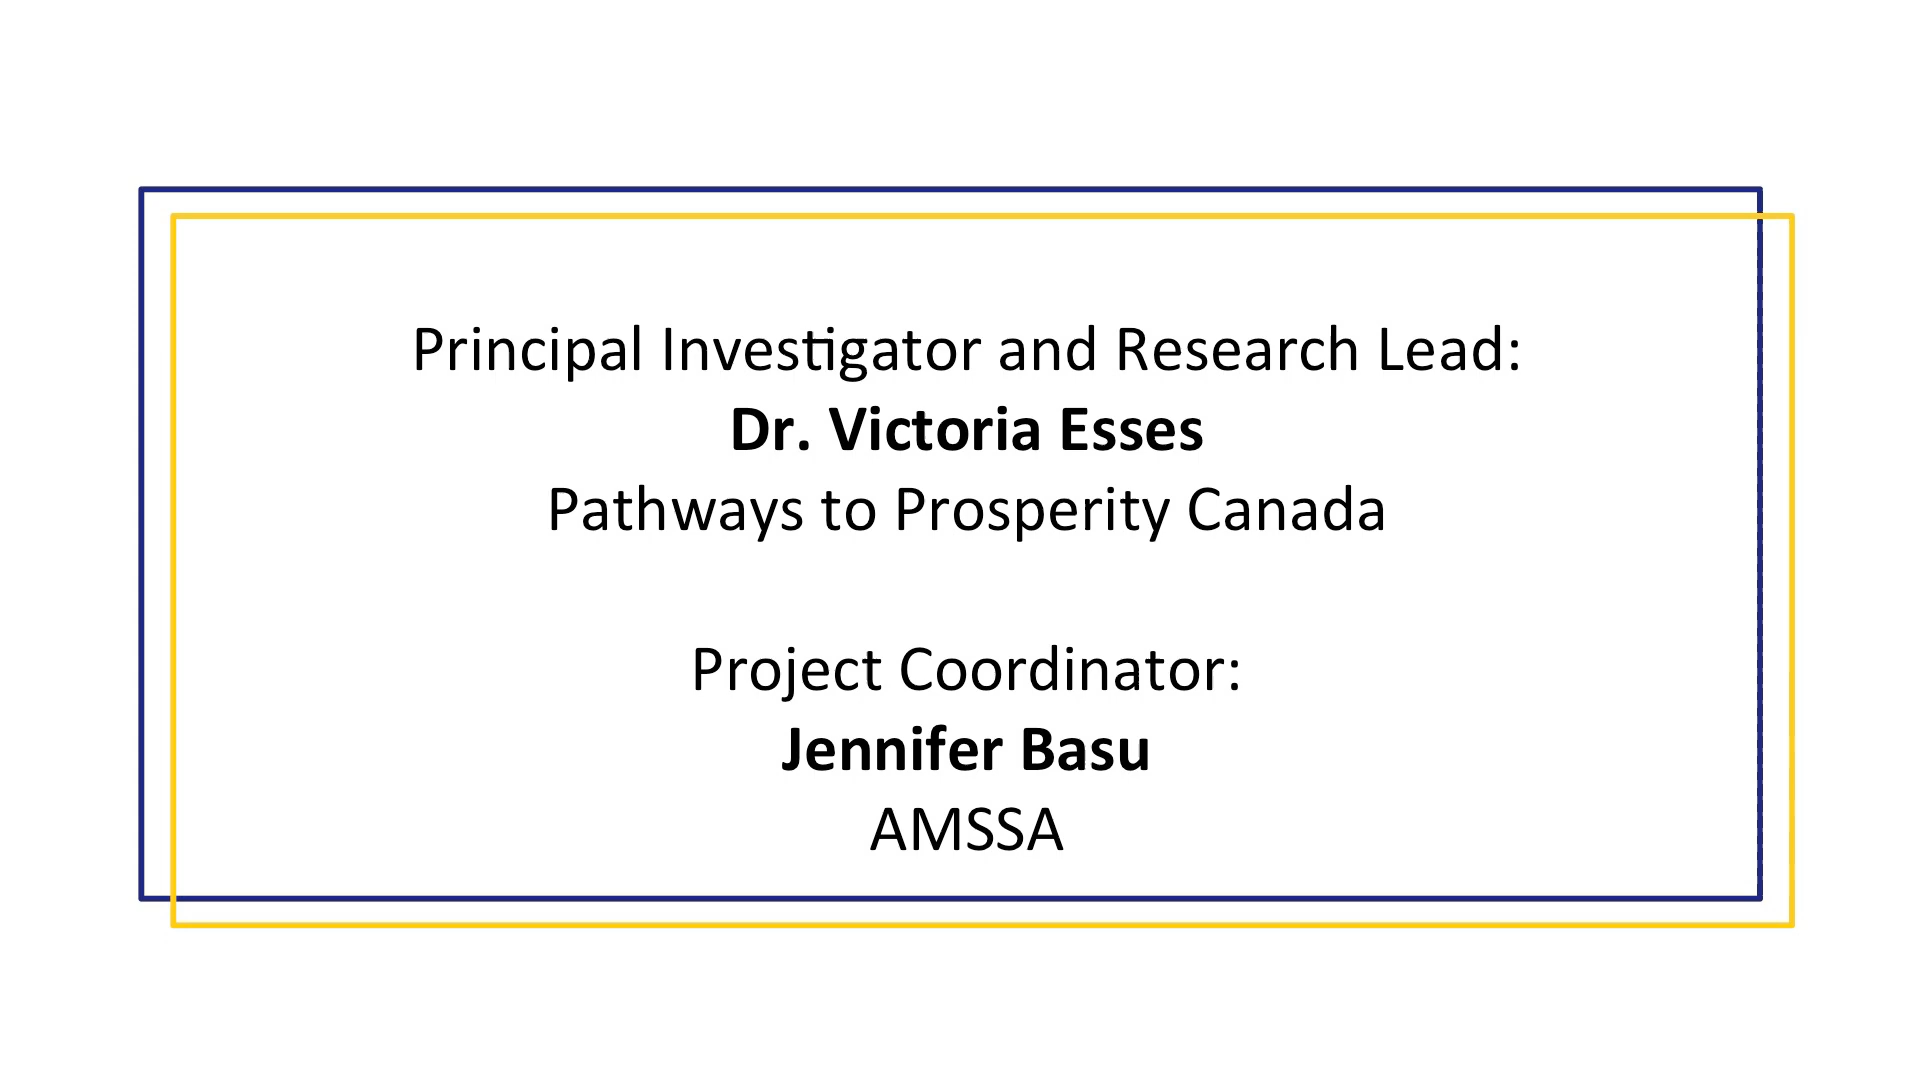 Principal Investigator and Research Lead:
Dr. Victoria Esses
Pathways to Prosperity Canada
Project Coordinator:
Jennifer Basu
AMSSA